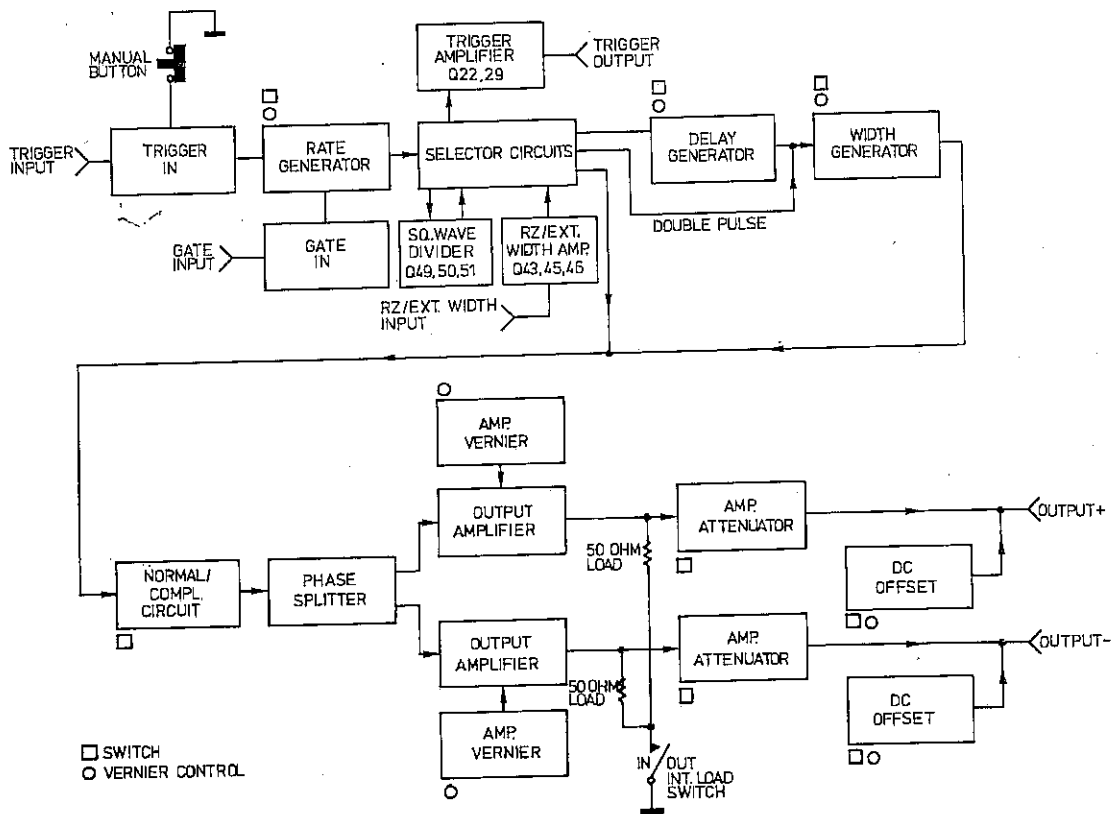 MANUAL
BUTTON
TRIGGER
INPUT
TRIGGER
IN
RATE
GENERATOR
TRIGGER
AMPLIFIER
Q22,29
TRIGGER
OUTPUT
SELECTOR CIRCUITS
DELAY
GENERATOR
WIDTH
GENERATOR
DOUBLE PULSE
GATE
INPUT
GATE
IN
SQ.WAVE
DIVIDER
Q49,50,51
RZ/EXT.
WIDTH AMP.
Q43,45,46
RZ/EXT. WIDTH
INPUT
AMP.
VERNIER
OUTPUT
AMPLIFIER
50 OHM
LOAD
AMP.
ATTENUATOR
OUTPUT+
DC
OFFSET
NORMAL/
COMPL.
CIRCUIT
PHASE
SPLITTER
OUTPUT
AMPLIFIER
50 OHM
LOAD
AMP.
ATTENUATOR
OUTPUT-
DC
OFFSET
AMP.
VERNIER
IN
OUT
INT. LOAD
SWITCH
SWITCH
VERNIER CONTROL